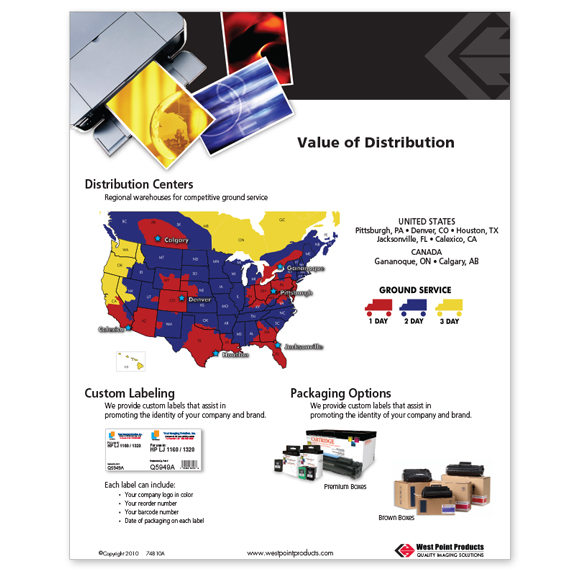 Value of Distribution
Distribution Centers
Regional warehouses for competitive ground service
Calgary
Gananoque
Pittsburgh
Denver
Calexico
Jacksonville
Houston
UNITED STATES
Pittsburgh, PA • Denver, CO • Houston, TX
Jacksonville, FL • Calexico, CA
CANADA
Gananoque, ON • Calgary, AB
GROUND SERVICE
1 DAY 2 DAY 3 DAY
Custom Labeling
We provide custom labels that assist in
promoting the identity of your company and brand.
HP LJ 1160 / 1320
Q5949A
HP LJ 1160 / 1320
Q5949A
Each label can include:
• Your company logo in color
• Your reorder number
• Your barcode number
• Date of packaging on each label
Packaging Options
We provide custom labels that assist in
promoting the identity of your company and brand.
CARTRIDGE
Premium Boxes
Brown Boxes
©Copyright 2010 74810A
www.westpointproducts.com
West Point Products
QUALITY IMAGING SOLUTIONS